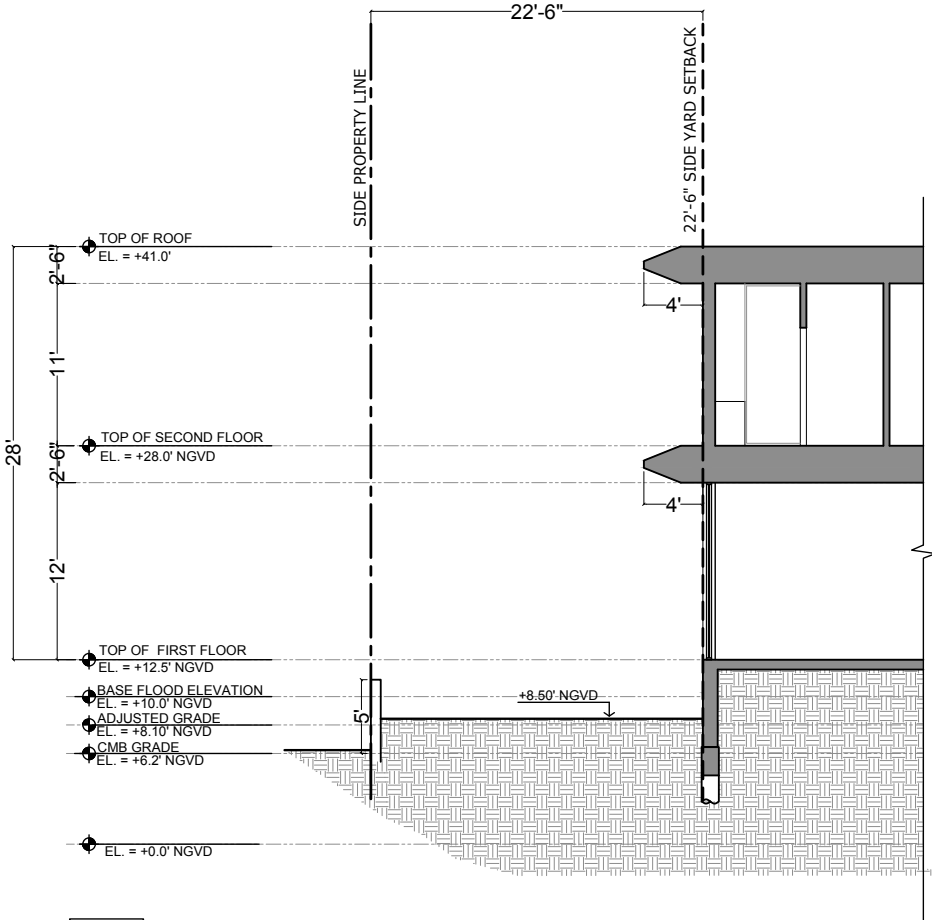 22'-6"
SIDE PROPERTY LINE
22'-6" SIDE YARD SETBACK
TOP OF ROOF
EL. = +41.0'
2'-6"
4'
11'
28'
TOP OF SECOND FLOOR
EL. = +28.0' NGVD
2'-6"
4'
12'
TOP OF FIRST FLOOR
EL. = +12.5' NGVD
BASE FLOOD ELEVATION
EL. = +10.0' NGVD
+8.50' NGVD
5'
ADJUSTED GRADE
EL. = +8.10' NGVD
CMB GRADE
EL. = +6.2' NGVD
EL. = +0.0' NGVD